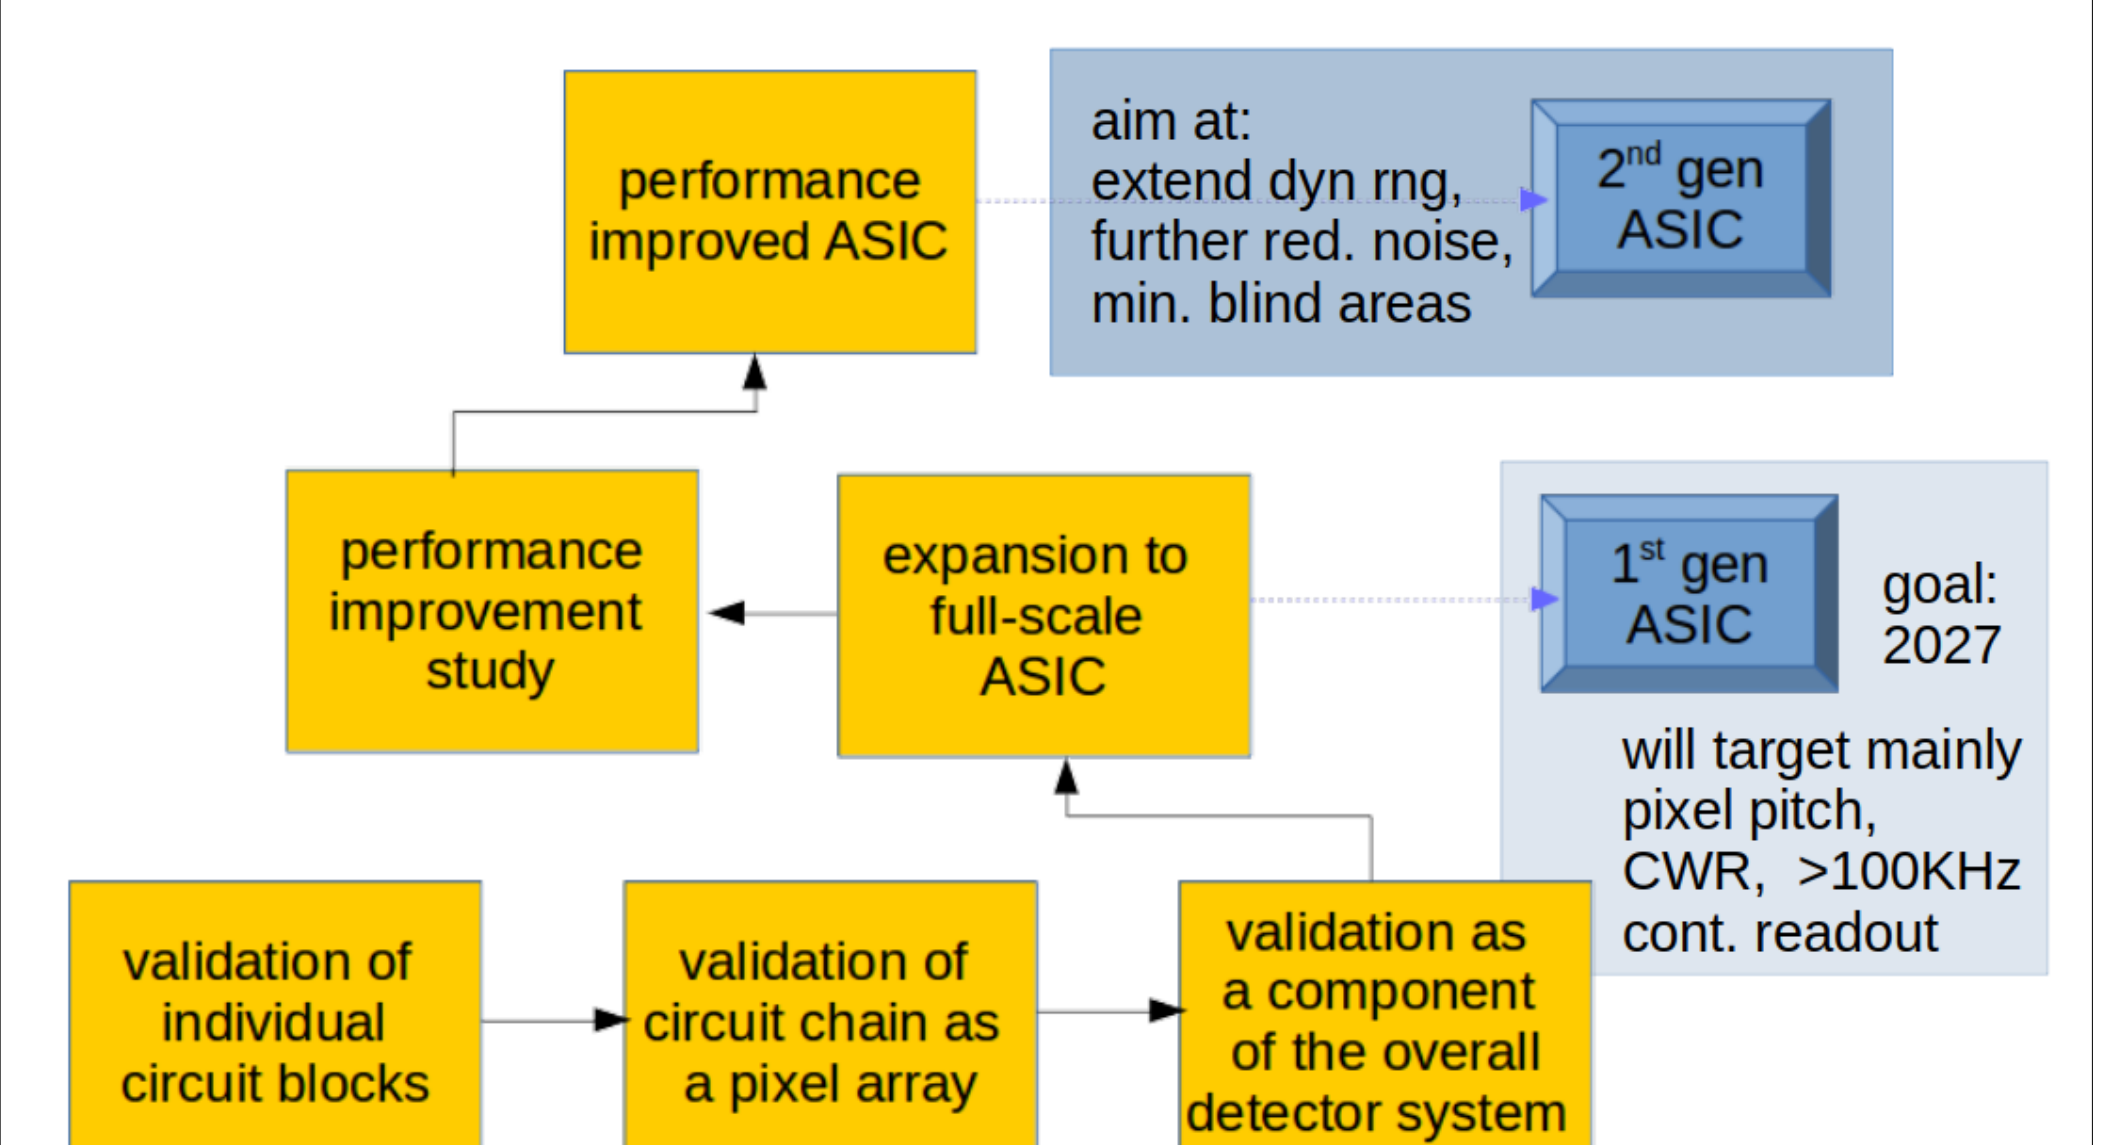 performance
improved ASIC
aim at:
extend dyn rng,
further red. noise,
min. blind areas
2nd gen
ASIC
performance
improvement
study
expansion to
full-scale
ASIC
1st gen
ASIC
goal:
2027
will target mainly
pixel pitch,
CWR,  >100KHz
cont. readout
validation of
individual
circuit blocks
validation of
circuit chain as
a pixel array
validation as
a component
of the overall
detector system